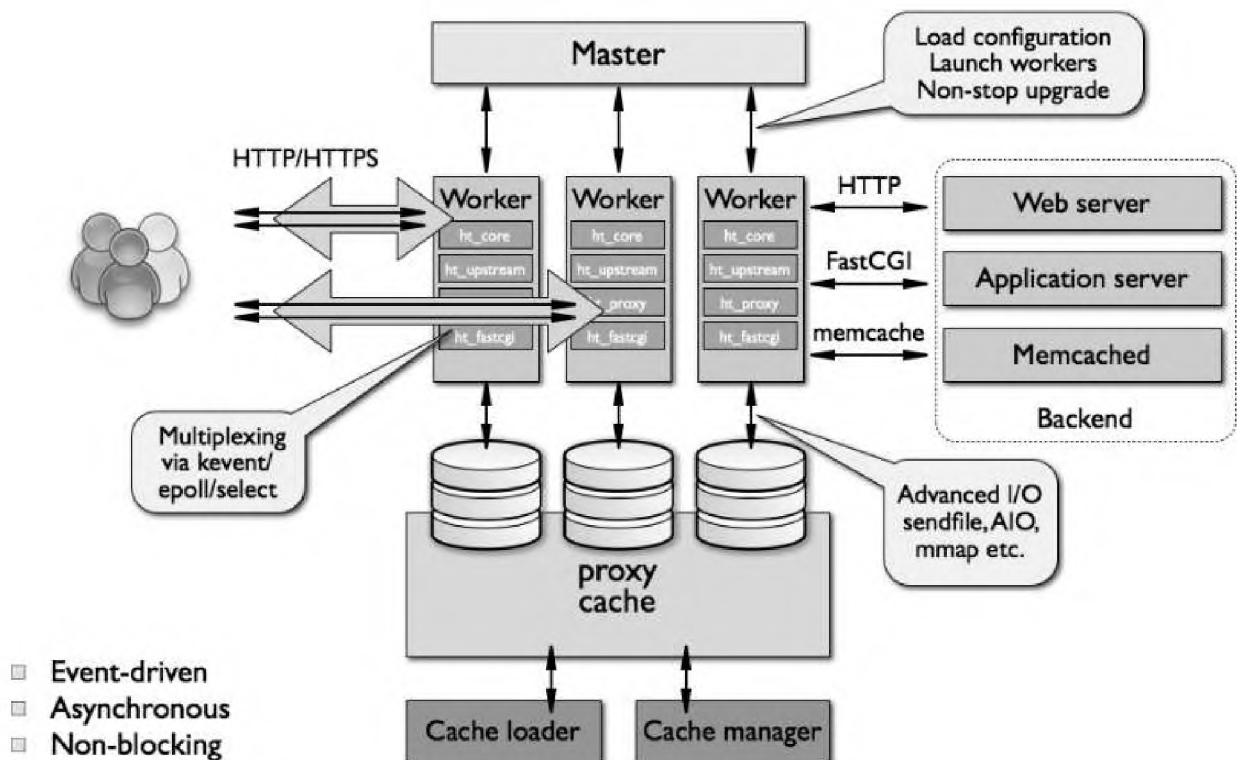 Master
Load configuration
Launch workers
Non-stop upgrade
HTTP/HTTPS
Worker
ht_core
ht_upstream
ht_fastcgi
Worker
ht_core
ht_upstream
ht_proxy
ht_fastcgi
Worker
ht_core
ht_upstream
ht_proxy
ht_fastcgi
HTTP
FastCGI
memcache
Web server
Application server
Memcached
Backend
Multiplexing
via kevent/
epoll/select
Advanced I/O
sendfile, AIO,
mmap etc.
proxy
cache
Cache loader
Cache manager
Event-driven
Asynchronous
Non-blocking